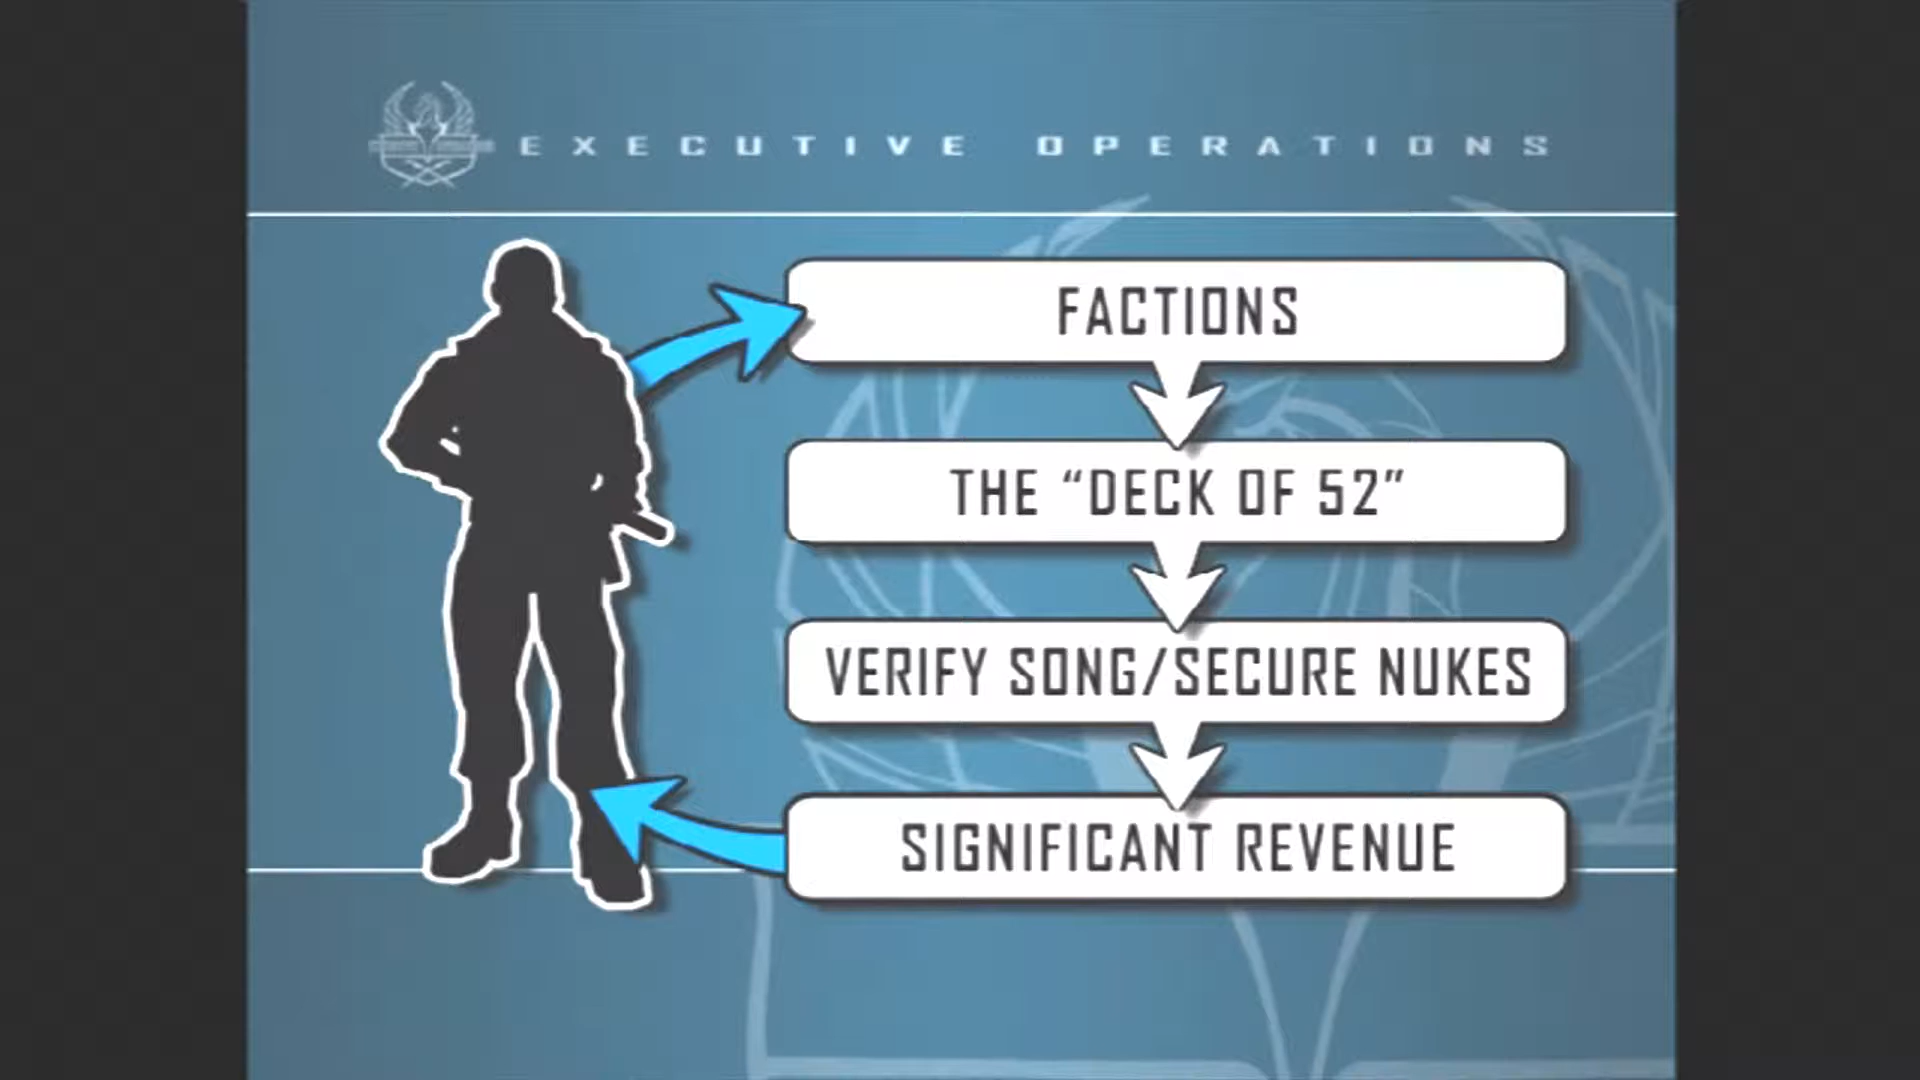 EXECUTIVE OPERATIONS
FACTIONS
THE “DECK OF 52”
VERIFY SONG/SECURE NUKES
SIGNIFICANT REVENUE